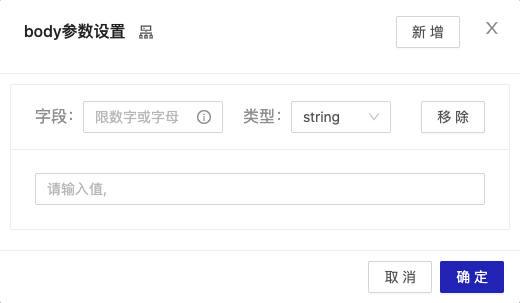 body参数设置 新 增
字段： 限数字或字母 类型： string 移 除
请输入值,
取 消 确 定